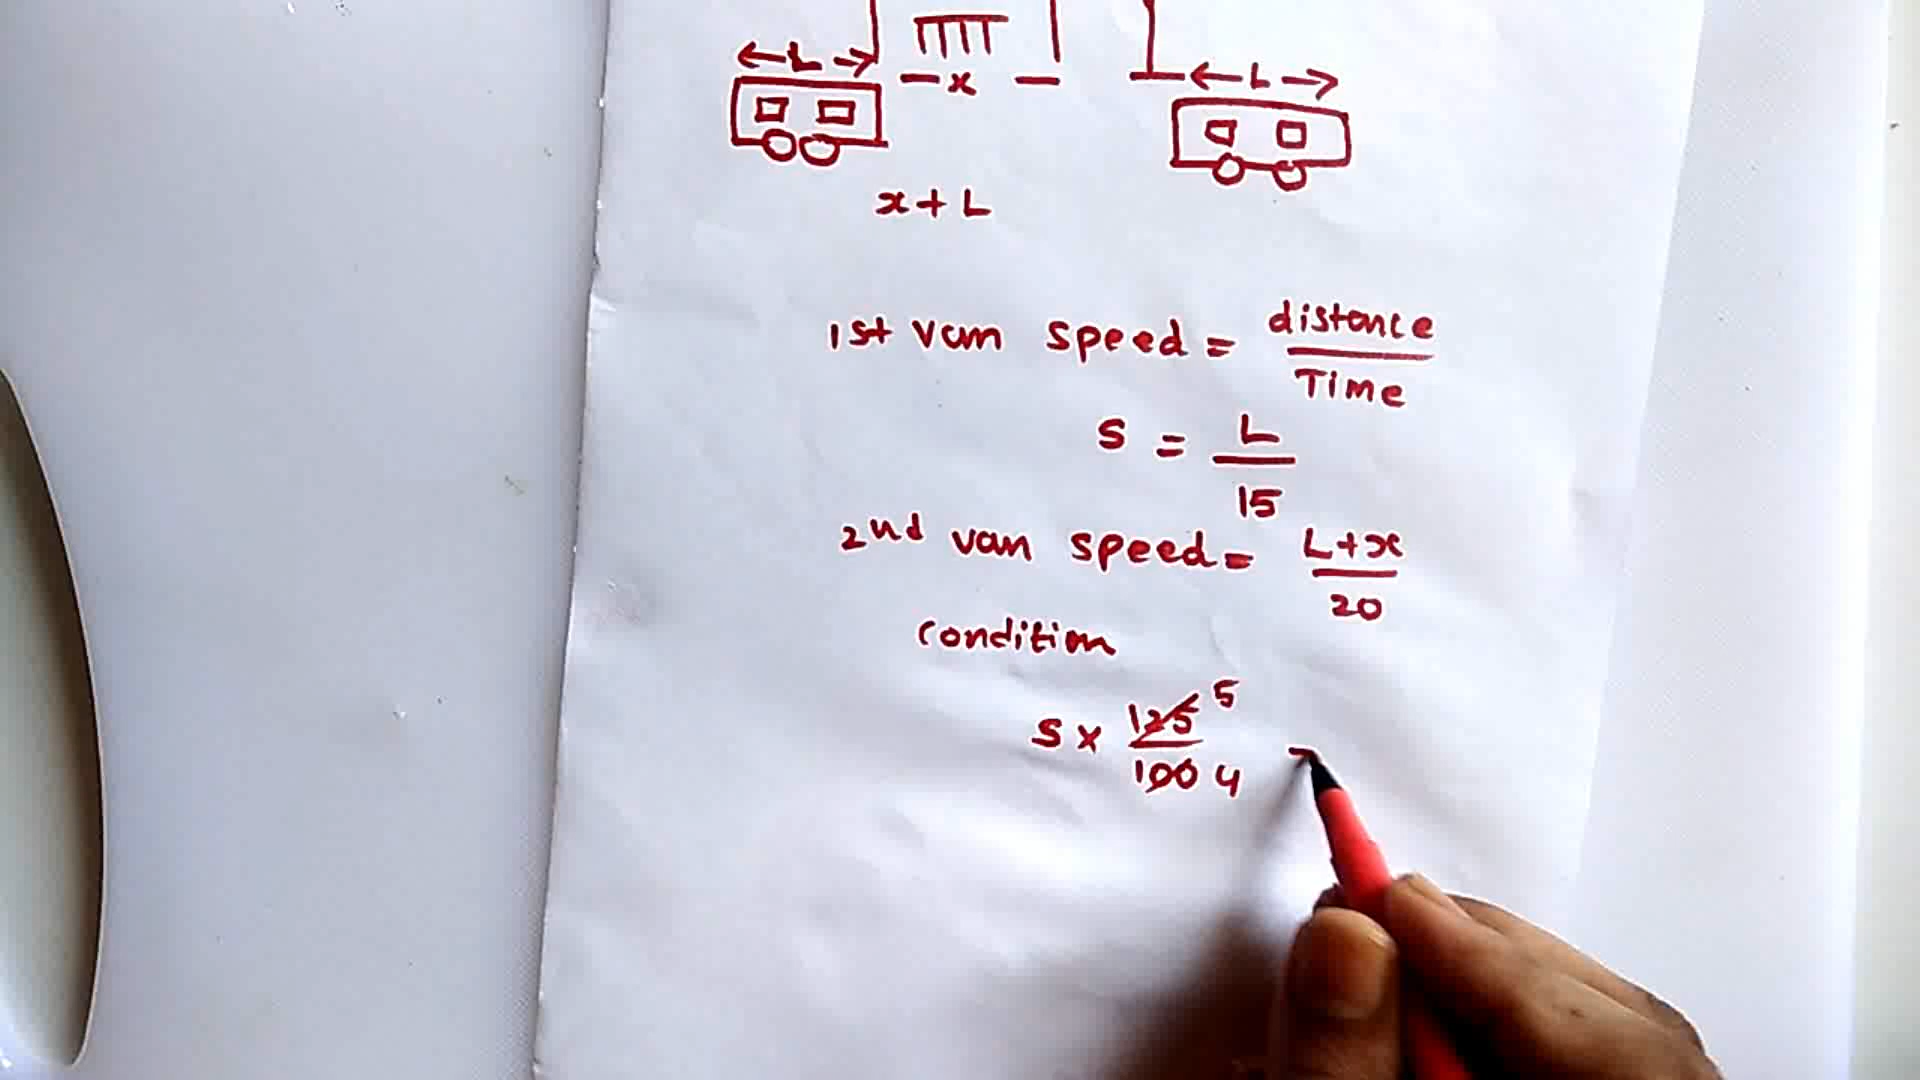 L
x
L
x + L
1st van speed = distance / Time
S = L / 15
2nd van speed = L + x / 20
condition
S x 125 5 / 100 4